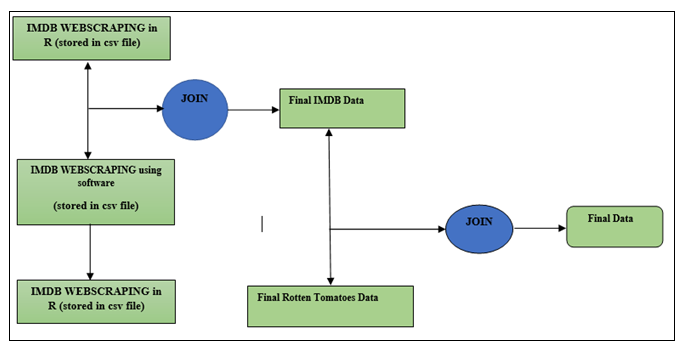 IMDB WEBSCRAPING in
R (stored in csv file)
JOIN
Final IMDB Data
IMDB WEBSCRAPING using
software
(stored in csv file)
JOIN
Final Data
IMDB WEBSCRAPING in
R (stored in csv file)
Final Rotten Tomatoes Data